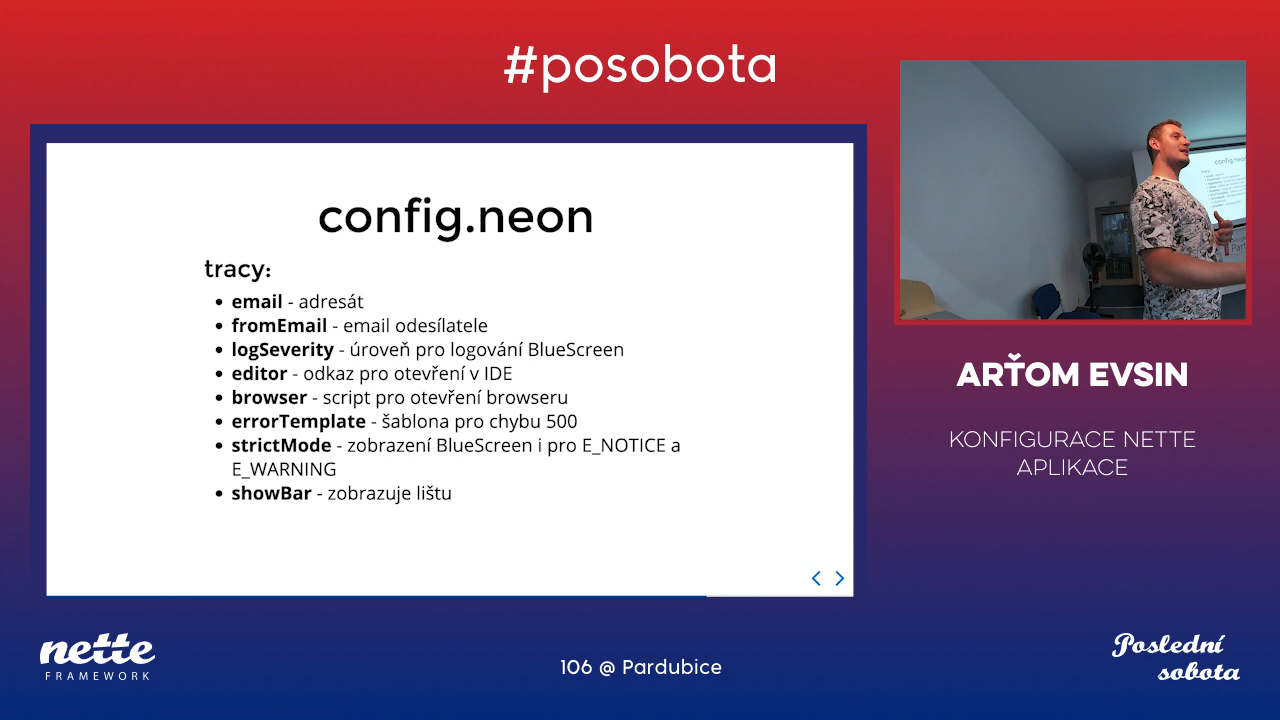 #posobota
config.neon
tracy:
• email - adresát
• fromEmail - email odesílatele
• logSeverity - úroveň pro logování BlueScreen
• editor - odkaz pro otevření v IDE
• browser - script pro otevření browseru
• errorTemplate - šablona pro chybu 500
• strictMode - zobrazení BlueScreen i pro E_NOTICE a
E_WARNING
• showBar - zobrazuje lištu
config.neon
ARŤOM EVSIN
KONFIGURACE NETTE
APLIKACE
nette
FRAMEWORK
106 @ Pardubice
Poslední
sobota